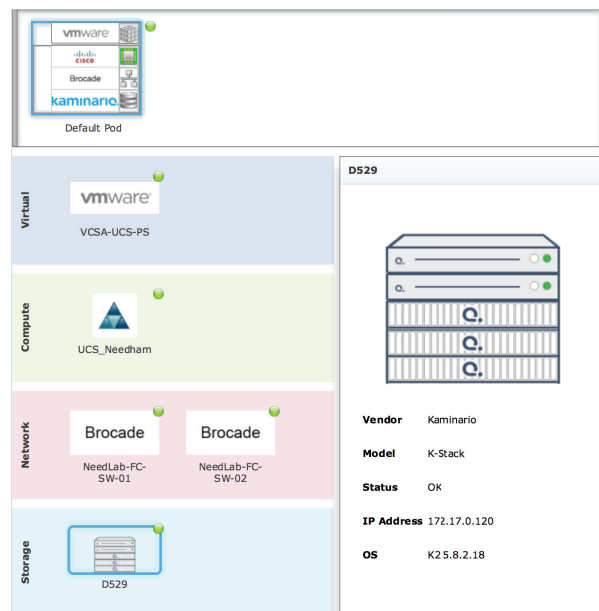 vmware
cisco
Brocade
kaminario
Default Pod
Virtual
vmware
VCSA-UCS-PS
Compute
UCS_Needham
Network
Brocade
NeedLab-FC-
SW-01
Brocade
NeedLab-FC-
SW-02
Storage
D529
D529
Vendor Kaminario
Model K-Stack
Status OK
IP Address 172.17.0.120
OS K2 5.8.2.18